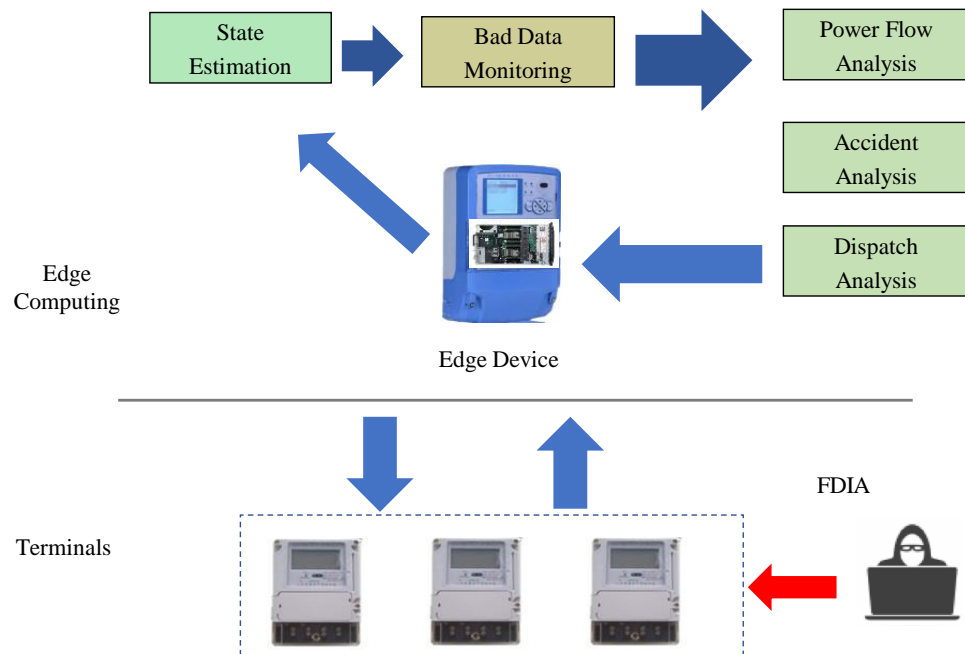 State
Estimation
Bad Data
Monitoring
Power Flow
Analysis
Accident
Analysis
Dispatch
Analysis
Edge
Computing
Edge Device
FDIA
Terminals